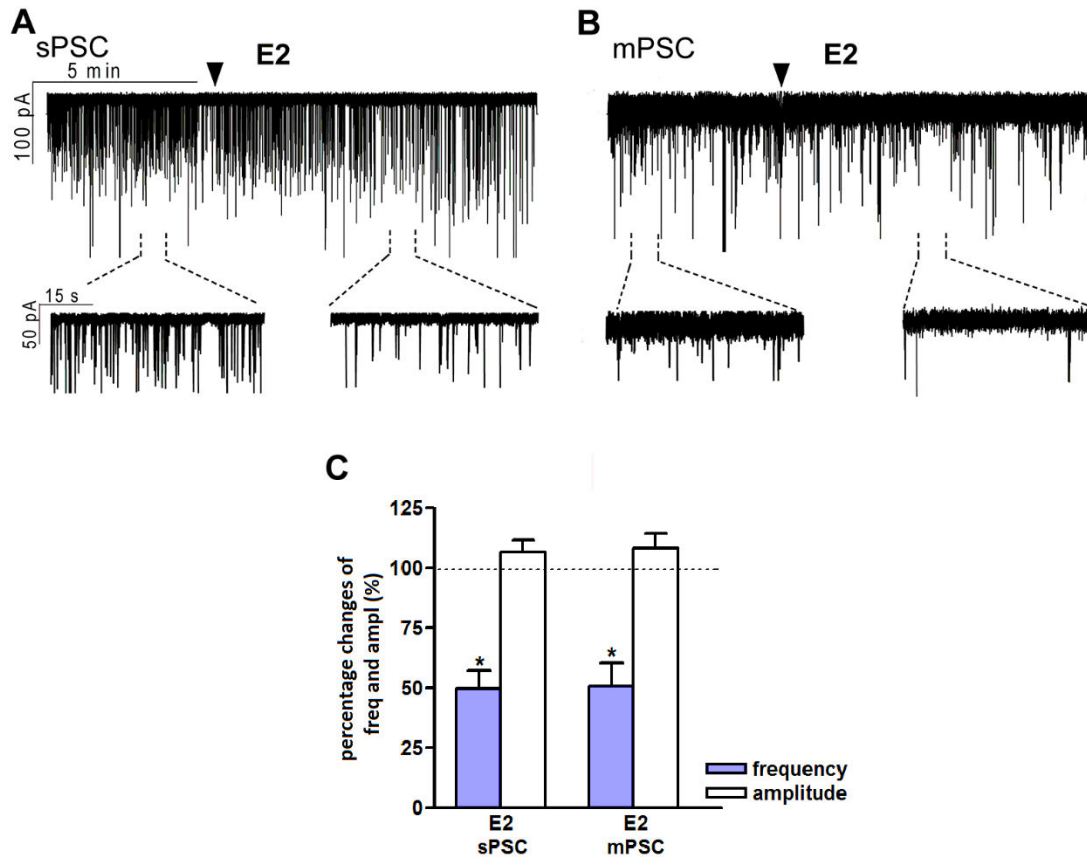 A
sPSC
E2
5 min
100 pA
15 s
50 pA
B
mPSC
E2
C
percentage changes of
freq and ampl (%)
125
100
75
50
25
0
*
*
E2
sPSC
E2
mPSC
frequency
amplitude